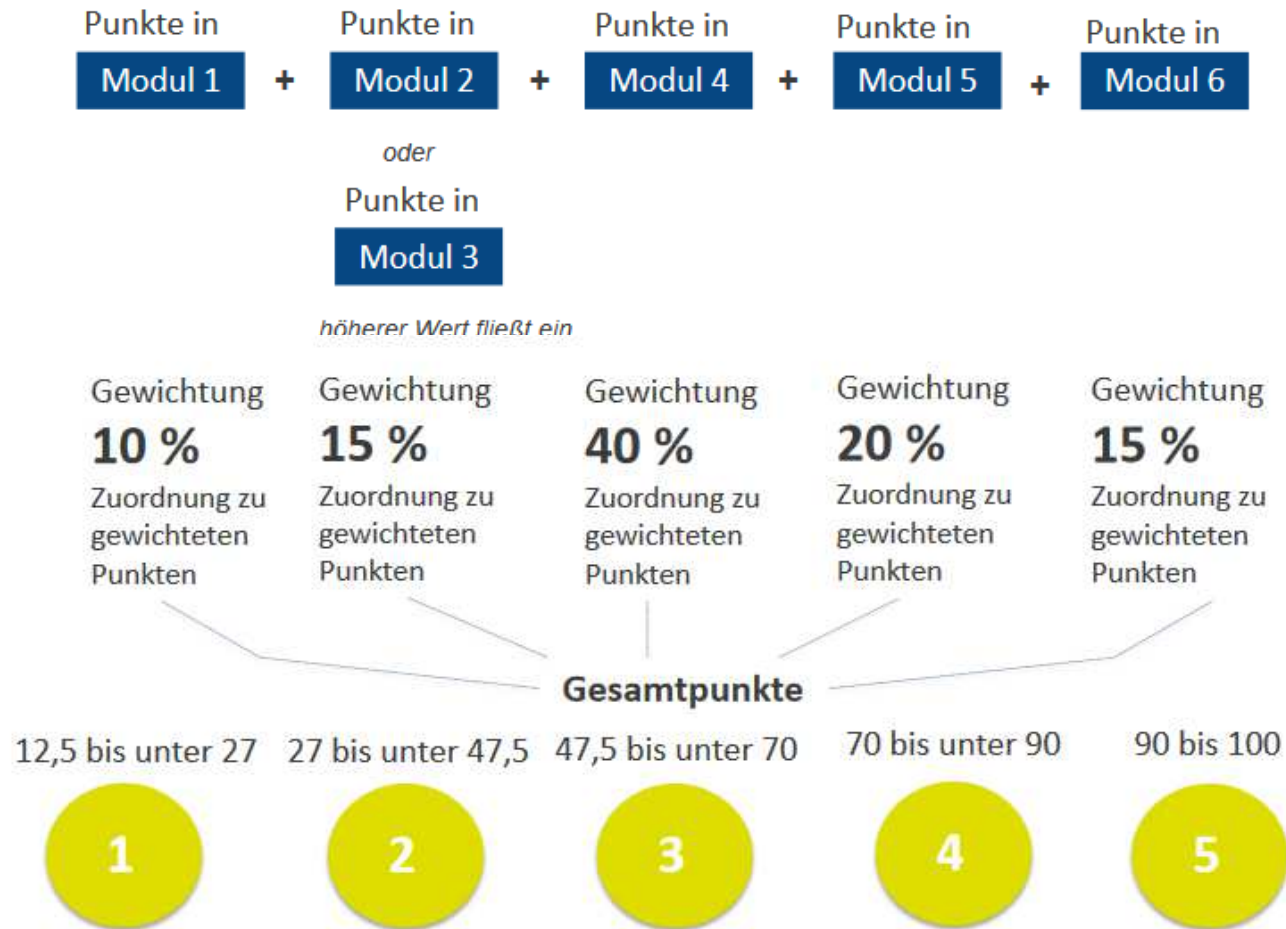 Punkte in Punkte in Punkte in Punkte in Punkte in
Modul 1 + Modul 2 + Modul 4 + Modul 5 + Modul 6
oder
Punkte in
Modul 3
höherer Wert fließt ein
Gewichtung Gewichtung Gewichtung Gewichtung Gewichtung
10 % 15 % 40 % 20 % 15 %
Zuordnung zu Zuordnung zu Zuordnung zu Zuordnung zu Zuordnung zu
gewichteten gewichteten gewichteten gewichteten gewichteten
Punkten Punkten Punkten Punkten Punkten
Gesamtpunkte
12,5 bis unter 27 27 bis unter 47,5 47,5 bis unter 70 70 bis unter 90 90 bis 100
1 2 3 4 5